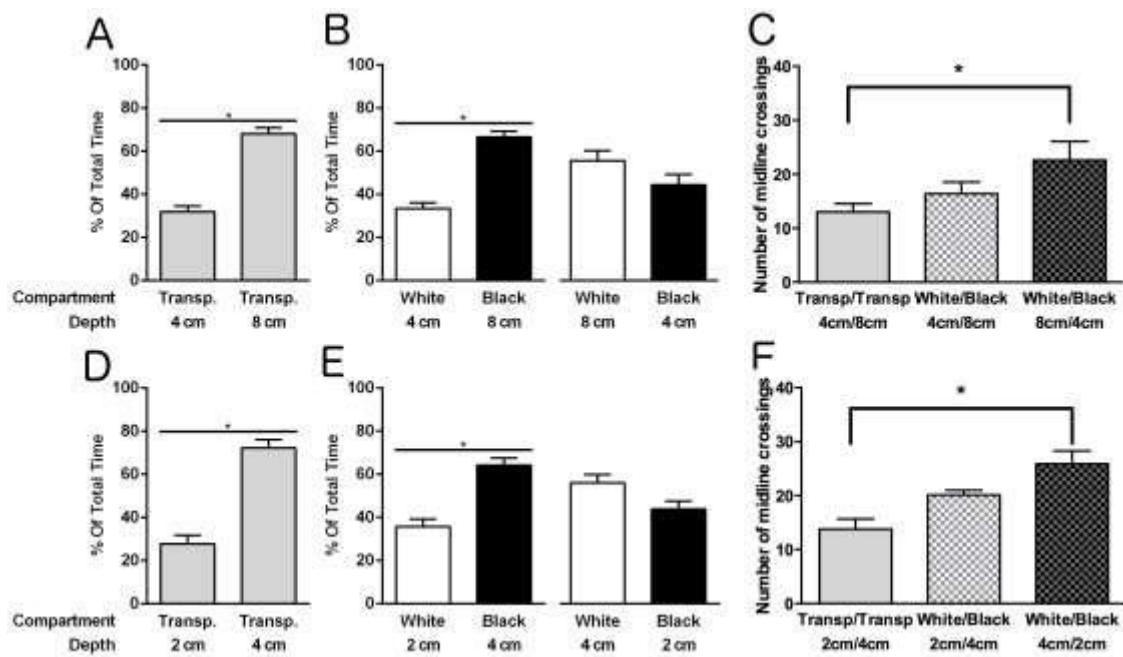 A
% Of Total Time
100
80
60
40
20
0
*
Compartment Transp. Transp.
Depth 4 cm 8 cm
B
% Of Total Time
100
80
60
40
20
0
*
White Black White Black
4 cm 8 cm 8 cm 4 cm
C
Number of midline crossings
40
30
20
10
0
*
Transp/Transp White/Black White/Black
4cm/8cm 4cm/8cm 8cm/4cm
D
% Of Total Time
100
80
60
40
20
0
*
Compartment Transp. Transp.
Depth 2 cm 4 cm
E
% Of Total Time
100
80
60
40
20
0
*
White Black White Black
2 cm 4 cm 4 cm 2 cm
F
Number of midline crossings
40
30
20
10
0
*
Transp/Transp White/Black White/Black
2cm/4cm 2cm/4cm 4cm/2cm